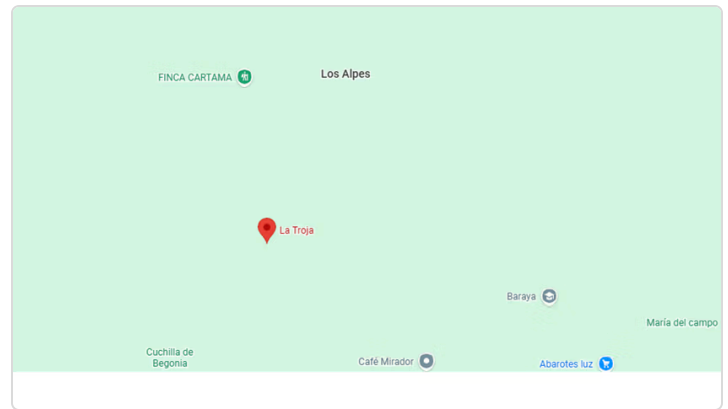 Los Alpes
FINCA CARTAMA
La Troja
Baraya
María del campo
Cuchilla de
Begonia
Café Mirador
Abarotes luz